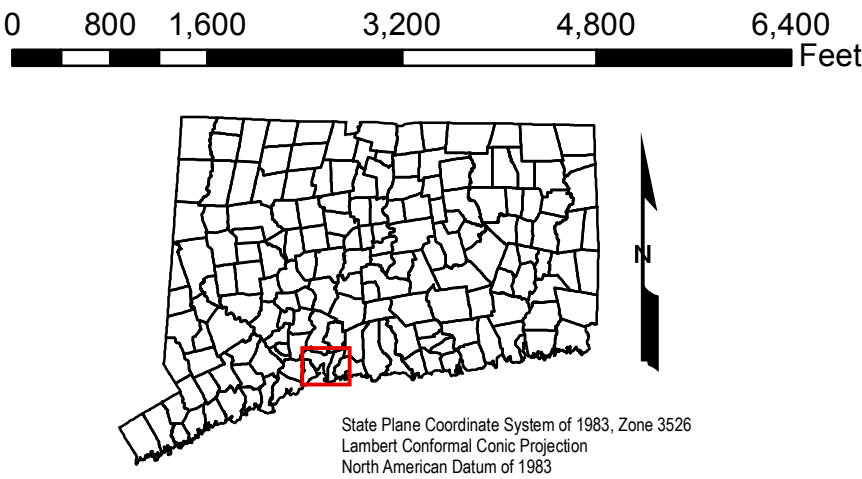 0 800 1,600 3,200 4,800 6,400
Feet
N
State Plane Coordinate System of 1983, Zone 3526
Lambert Conformal Conic Projection
North American Datum of 1983